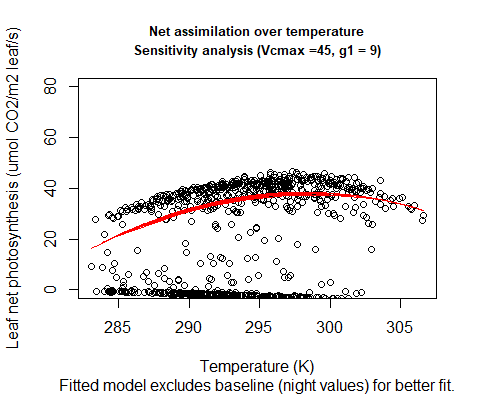 Net assimilation over temperature
Sensitivity analysis (Vcmax =45, g1 = 9)
Leaf net photosynthesis (umol CO2/m2 leaf/s)
80
60
40
20
0
285
290
295
300
305
Temperature (K)
Fitted model excludes baseline (night values) for better fit.